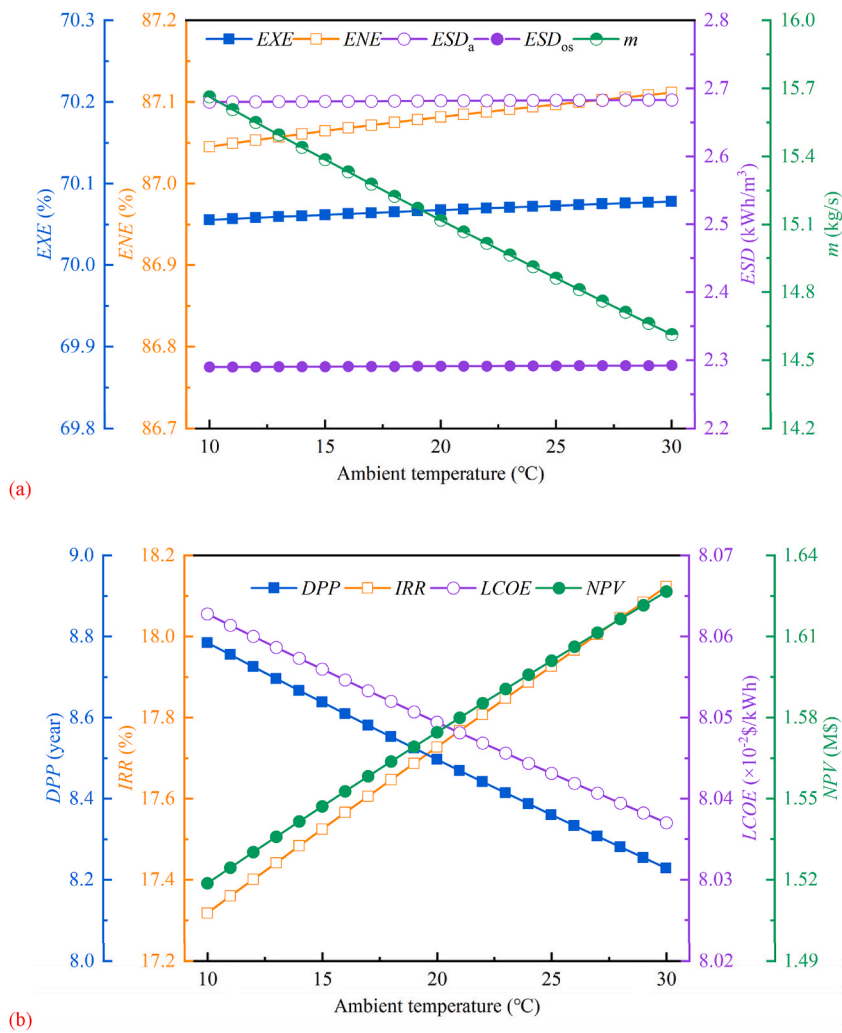 EXE ENE ESDa ESDos m
70.3 87.2 2.8 16.0
70.2 87.1 2.7 15.7
70.1 87.0 2.6 15.4
70.0 86.9 2.5 15.1
69.9 86.8 2.4 14.8
69.8 86.7 2.3 14.5
2.2 14.2
EXE (%)
ENE (%)
ESD (kWh/m³)
m (kg/s)
10 15 20 25 30
Ambient temperature (℃)
(a)
DPP IRR LCOE NPV
9.0 18.2 8.07 1.64
8.8 18.0 8.06 1.61
8.6 17.8 8.05 1.58
8.4 17.6 8.04 1.55
8.2 17.4 8.03 1.52
8.0 17.2 8.02 1.49
DPP (year)
IRR (%)
LCOE (×10⁻²$/kWh)
NPV (M$)
10 15 20 25 30
Ambient temperature (℃)
(b)